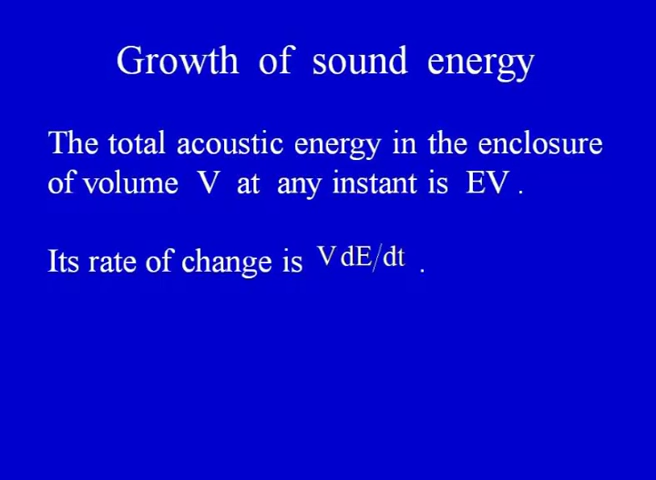 Growth of sound energy
The total acoustic energy in the enclosure
of volume V at any instant is EV .
Its rate of change is V dE/dt .